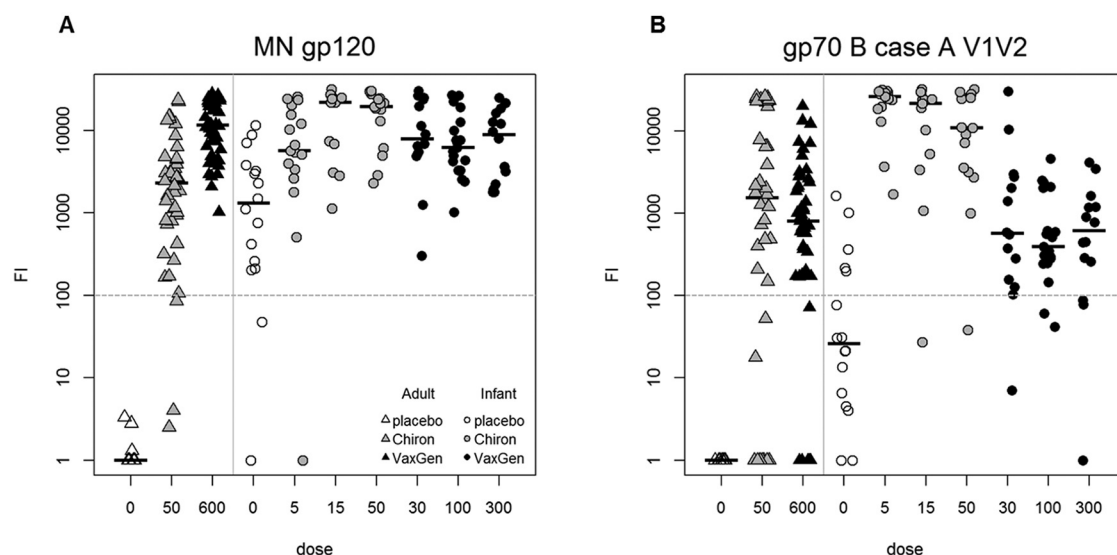 A
MN gp120
FI
10000
1000
100
10
1
Adult Infant
placebo placebo
Chiron Chiron
VaxGen VaxGen
0 50 600 0 5 15 50 30 100 300
dose
B
gp70 B case A V1V2
FI
10000
1000
100
10
1
0 50 600 0 5 15 50 30 100 300
dose